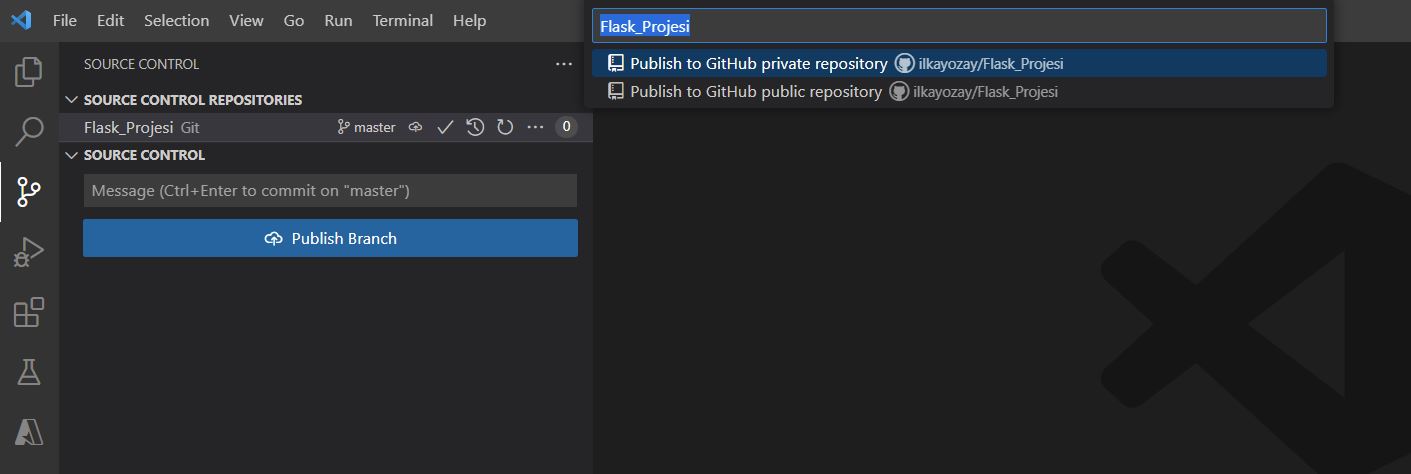 File Edit Selection View Go Run Terminal Help
Flask_Projesi
Publish to GitHub private repository ilkayozay/Flask_Projesi
Publish to GitHub public repository ilkayozay/Flask_Projesi
SOURCE CONTROL
SOURCE CONTROL REPOSITORIES
Flask_Projesi Git master 0
SOURCE CONTROL
Message (Ctrl+Enter to commit on "master")
Publish Branch